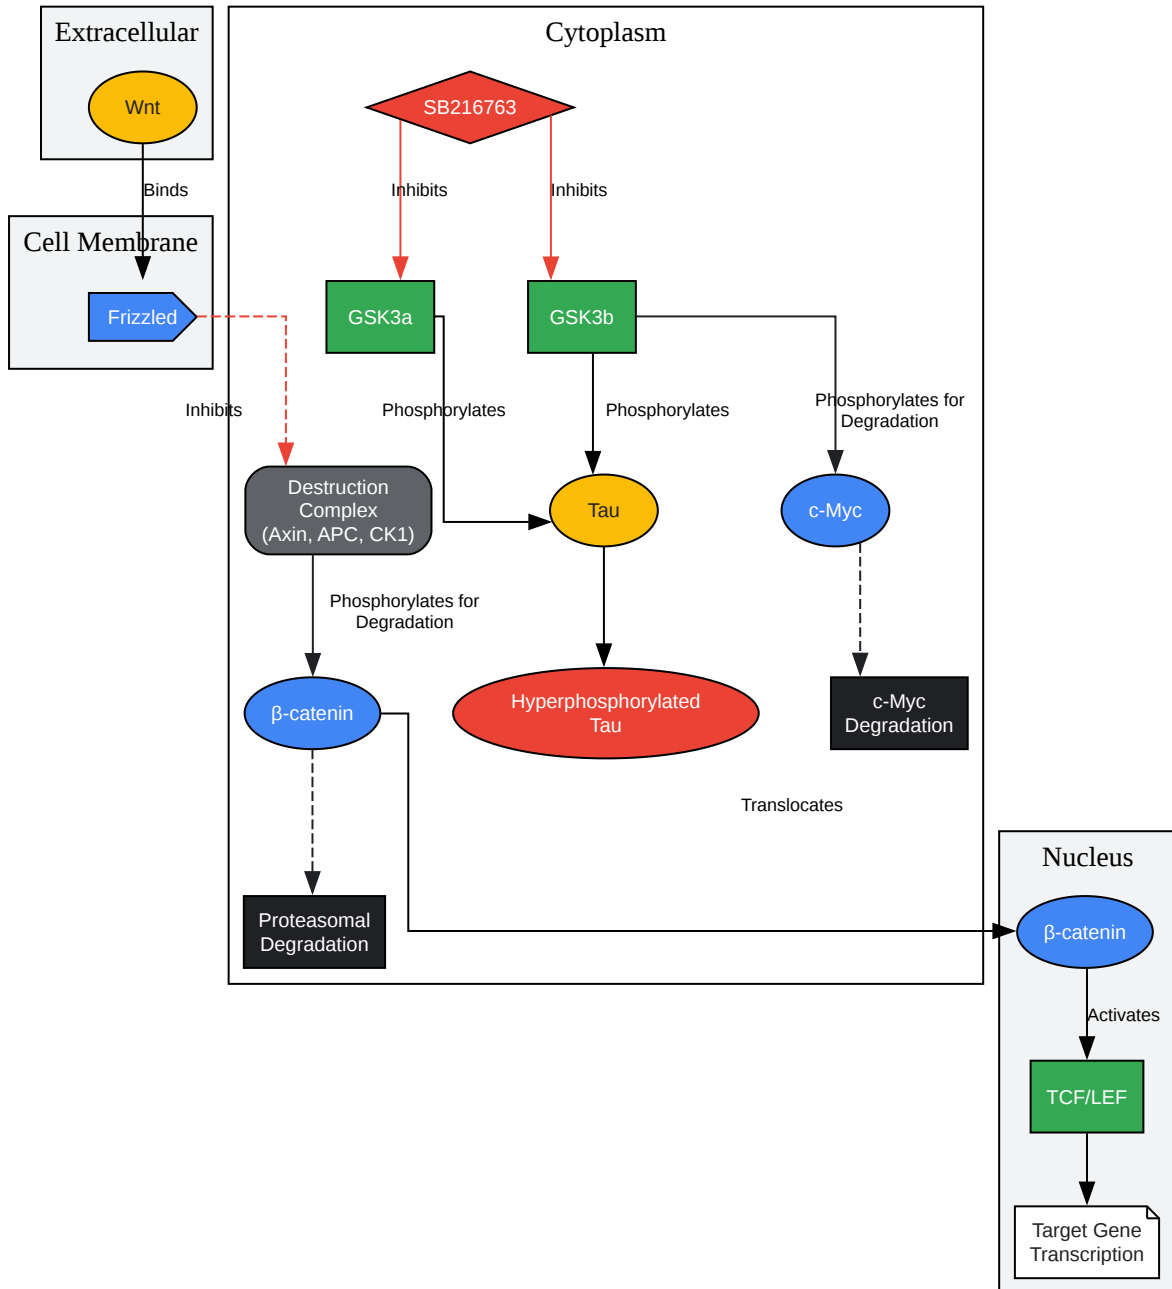 Extracellular
Cytoplasm
Wnt
SB216763
Binds
Inhibits
Inhibits
Cell Membrane
Frizzled
GSK3a
GSK3b
Inhibits
Phosphorylates
Phosphorylates
Phosphorylates for
Degradation
Destruction
Complex
(Axin, APC, CK1)
Tau
c-Myc
Phosphorylates for
Degradation
β-catenin
Hyperphosphorylated
Tau
c-Myc
Degradation
Translocates
Nucleus
Proteasomal
Degradation
β-catenin
Activates
TCF/LEF
Target Gene
Transcription